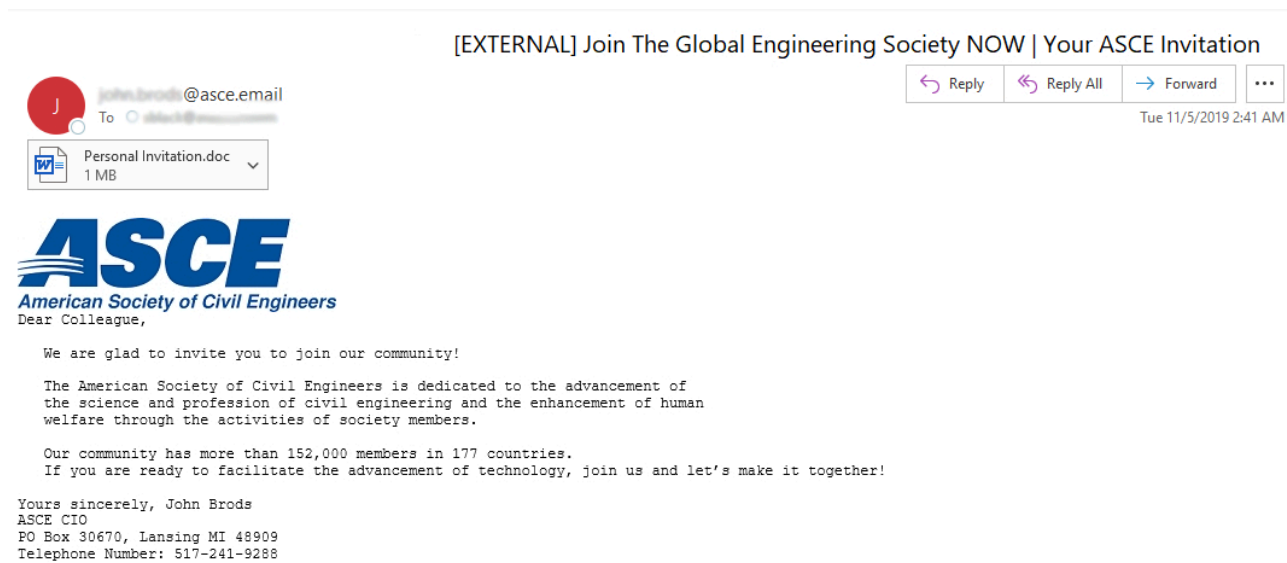 [EXTERNAL] Join The Global Engineering Society NOW | Your ASCE Invitation
J
@asce.email
To
Reply
Reply All
Forward
...
Tue 11/5/2019 2:41 AM
Personal Invitation.doc
1 MB
ASCE
American Society of Civil Engineers
Dear Colleague,
We are glad to invite you to join our community!
The American Society of Civil Engineers is dedicated to the advancement of
the science and profession of civil engineering and the enhancement of human
welfare through the activities of society members.
Our community has more than 152,000 members in 177 countries.
If you are ready to facilitate the advancement of technology, join us and let's make it together!
Yours sincerely, John Brods
ASCE CIO
PO Box 30670, Lansing MI 48909
Telephone Number: 517-241-9288